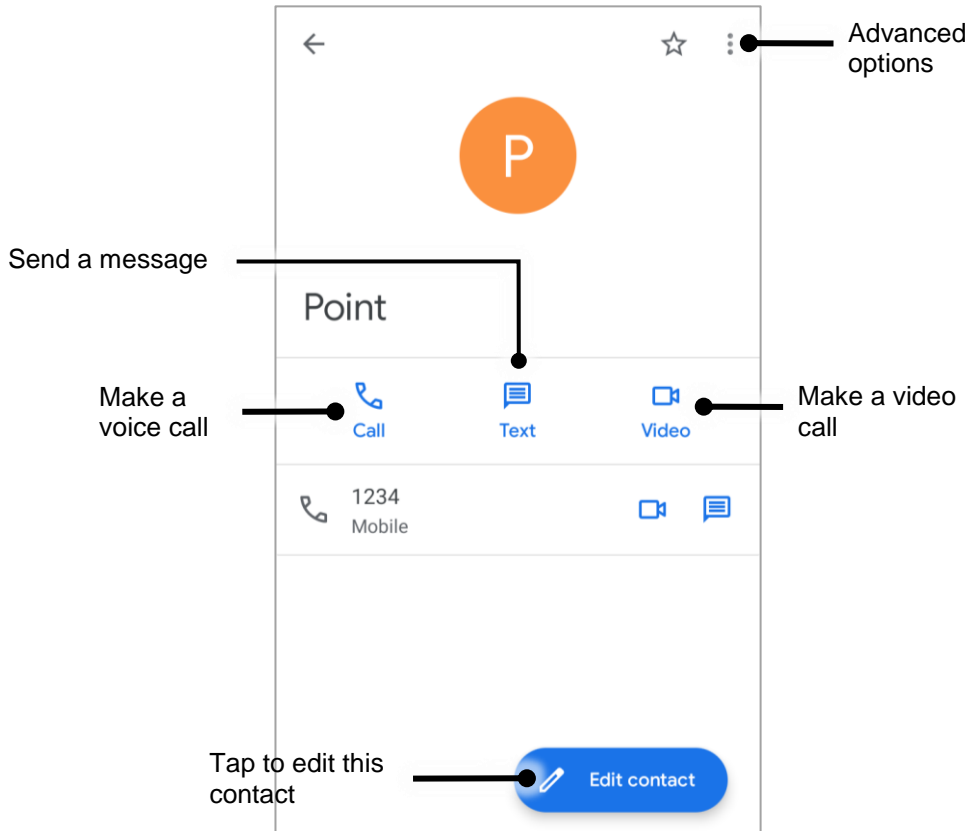 Advanced
options
P
Send a message
Point
Make a
voice call
Call
Text
Video
Make a video
call
1234
Mobile
Tap to edit this
contact
Edit contact